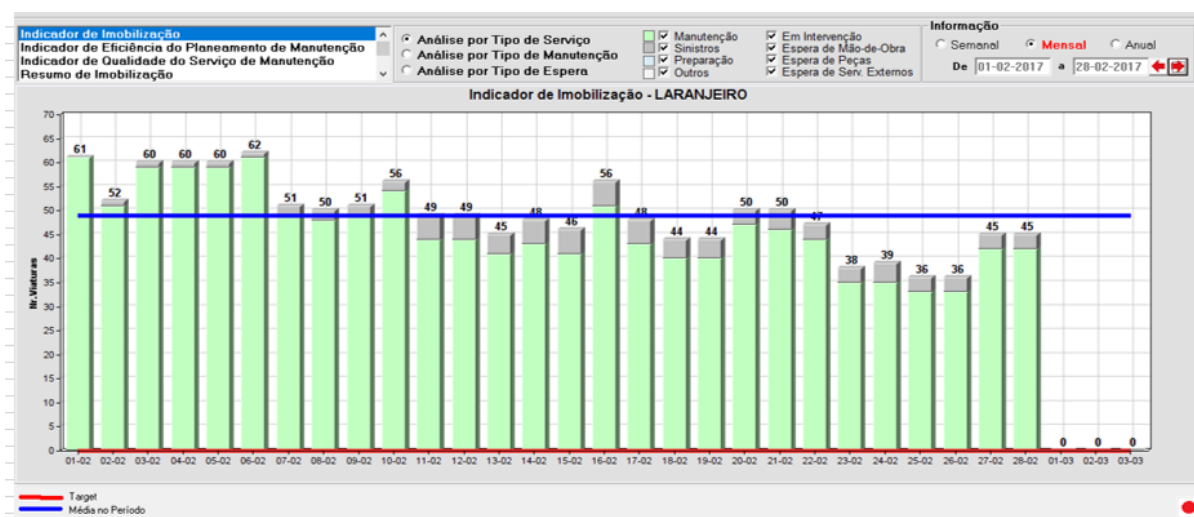 Indicador de Imobilização
Indicador de Eficiência do Planeamento de Manutenção
Indicador de Qualidade do Serviço de Manutenção
Resumo de Imobilização
Análise por Tipo de Serviço
Análise por Tipo de Manutenção
Análise por Tipo de Espera
Manutenção
Sinistros
Preparação
Outros
Em Intervenção
Espera de Mão-de-Obra
Espera de Peças
Espera de Serv. Externos
Informação
Semanal Mensal Anual
De 01-02-2017 a 28-02-2017
Indicador de Imobilização - LARANJEIRO
Nr.Viaturas
70
65
60
55
50
45
40
35
30
25
20
15
10
5
0
61 52 60 60 60 62 51 50 51 56 49 49 45 48 46 56 48 44 44 50 50 47 38 39 36 36 45 45 0 0 0
01-02 02-02 03-02 04-02 05-02 06-02 07-02 08-02 09-02 10-02 11-02 12-02 13-02 14-02 15-02 16-02 17-02 18-02 19-02 20-02 21-02 22-02 23-02 24-02 25-02 26-02 27-02 28-02 01-03 02-03 03-03
Target
Média no Período